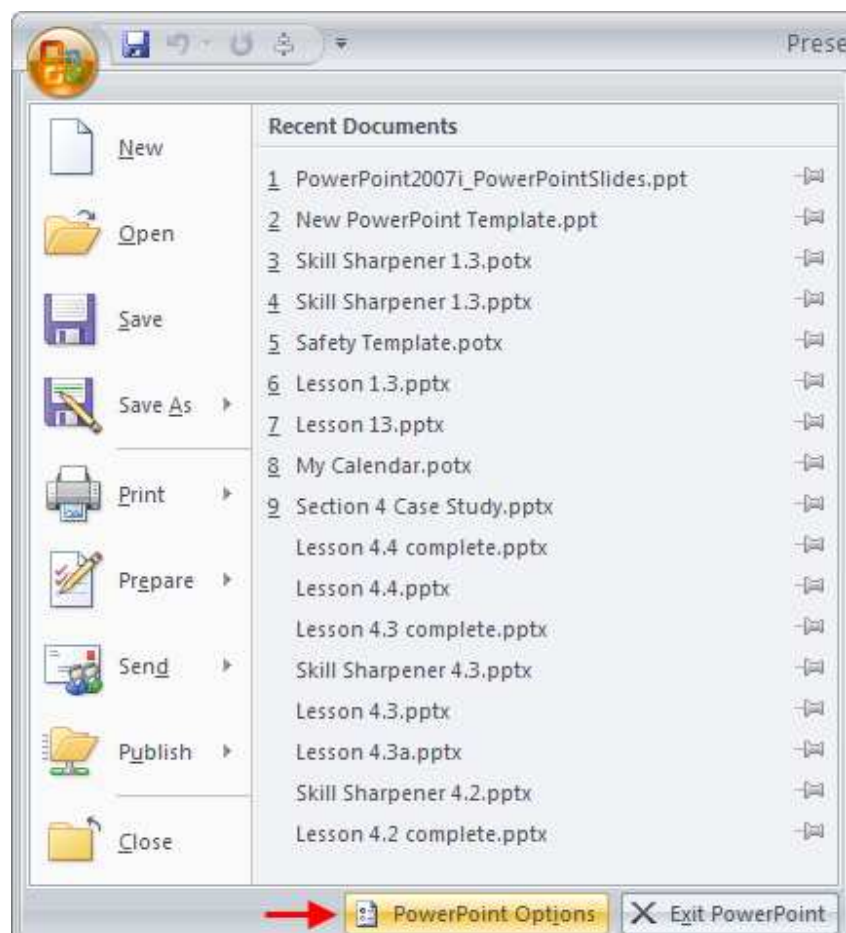 Prese
New
Open
Save
Save As
Print
Prepare
Send
Publish
Close
Recent Documents
1 PowerPoint2007i_PowerPointSlides.ppt
2 New PowerPoint Template.ppt
3 Skill Sharpener 1.3.potx
4 Skill Sharpener 1.3.pptx
5 Safety Template.potx
6 Lesson 1.3.pptx
7 Lesson 13.pptx
8 My Calendar.potx
9 Section 4 Case Study.pptx
Lesson 4.4 complete.pptx
Lesson 4.4.pptx
Lesson 4.3 complete.pptx
Skill Sharpener 4.3.pptx
Lesson 4.3.pptx
Lesson 4.3a.pptx
Skill Sharpener 4.2.pptx
Lesson 4.2 complete.pptx
PowerPoint Options
Exit PowerPoint